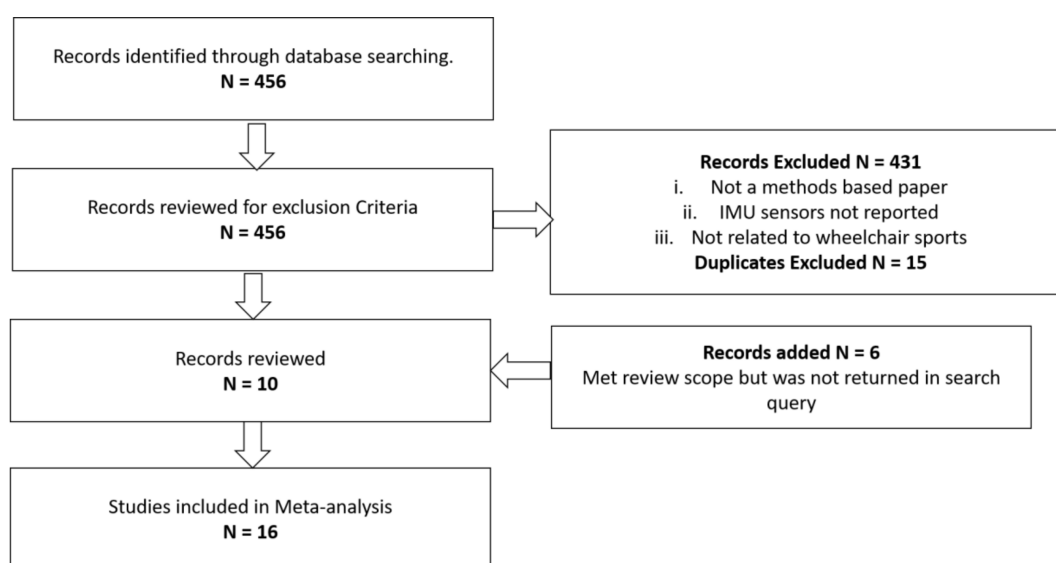 Records identified through database searching.
N = 456
Records reviewed for exclusion Criteria
N = 456
Records Excluded N = 431
i. Not a methods based paper
ii. IMU sensors not reported
iii. Not related to wheelchair sports
Duplicates Excluded N = 15
Records reviewed
N = 10
Records added N = 6
Met review scope but was not returned in search
query
Studies included in Meta-analysis
N = 16